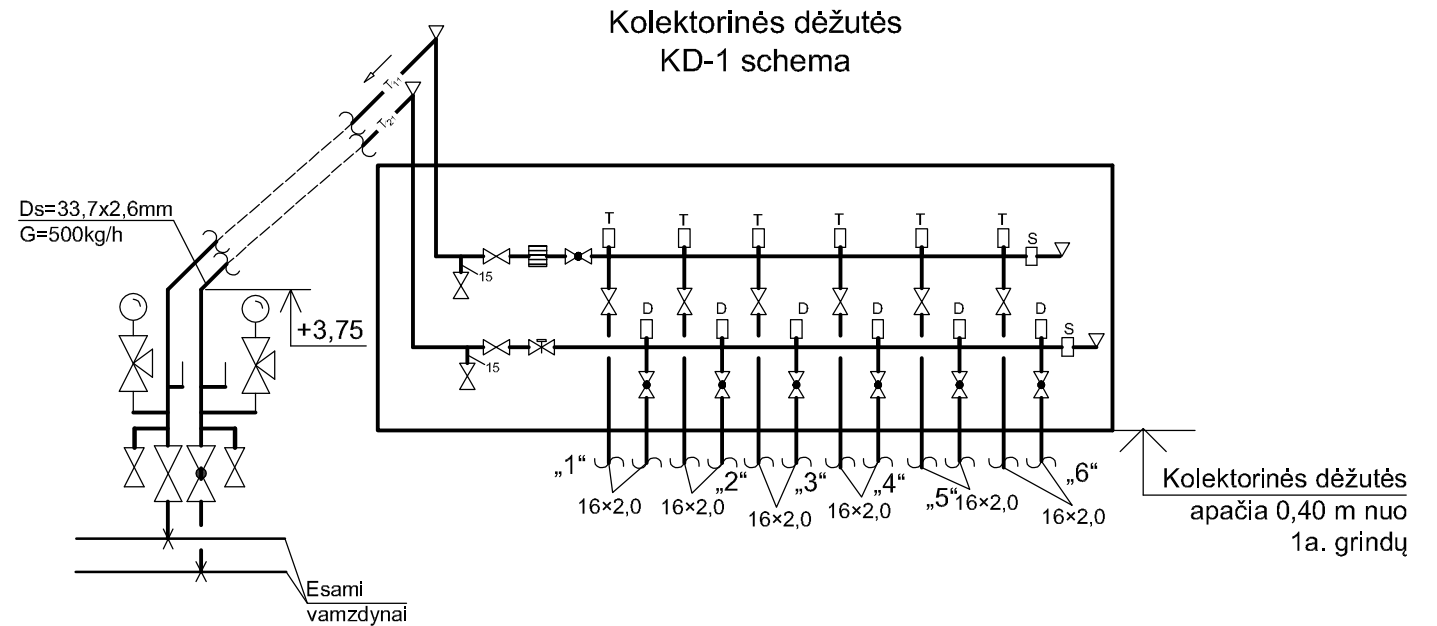 Kolektorinės dėžutės
KD-1 schema
T11
T21
Ds=33,7x2,6mm
G=500kg/h
+3,75
T T T T T T
S
15
D D D D D D
S
15
„1“ „2“ „3“ „4“ „5“ „6“
16×2,0 16×2,0 16×2,0 16×2,0 16×2,0 16×2,0
Kolektorinės dėžutės
apačia 0,40 m nuo
1a. grindų
Esami
vamzdynai